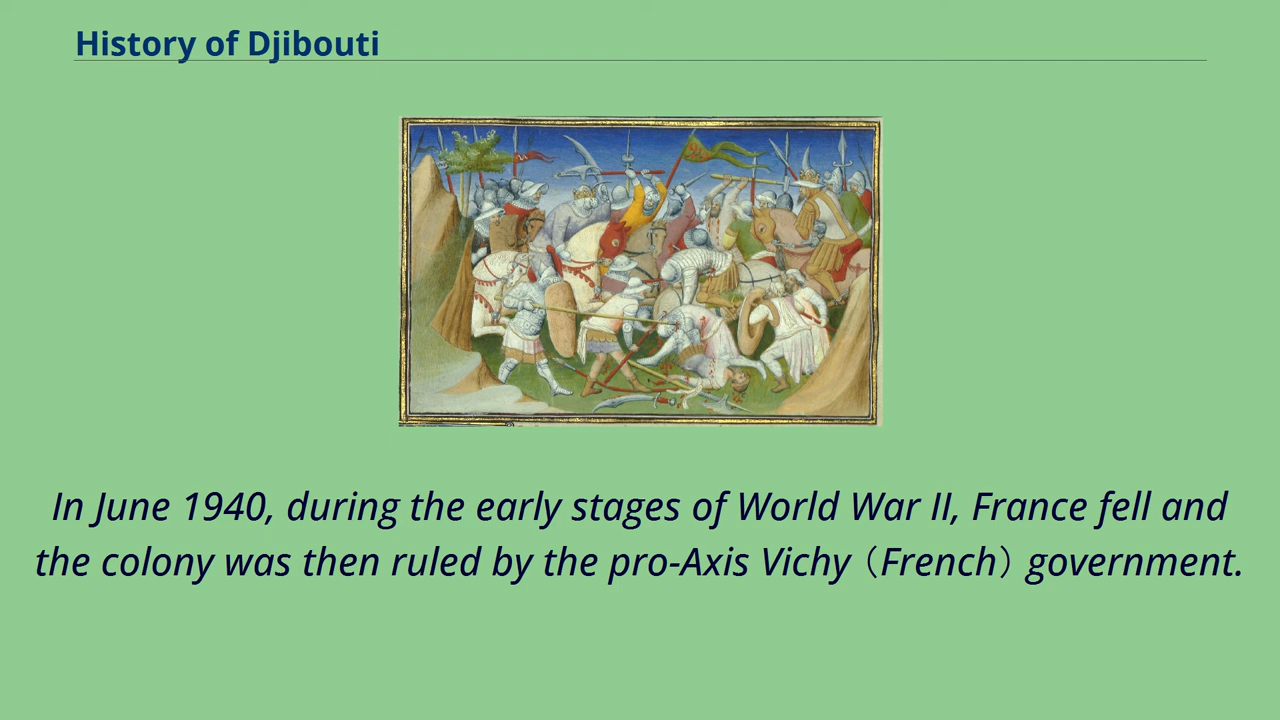 History of Djibouti
In June 1940, during the early stages of World War II, France fell and
the colony was then ruled by the pro-Axis Vichy（French）government.